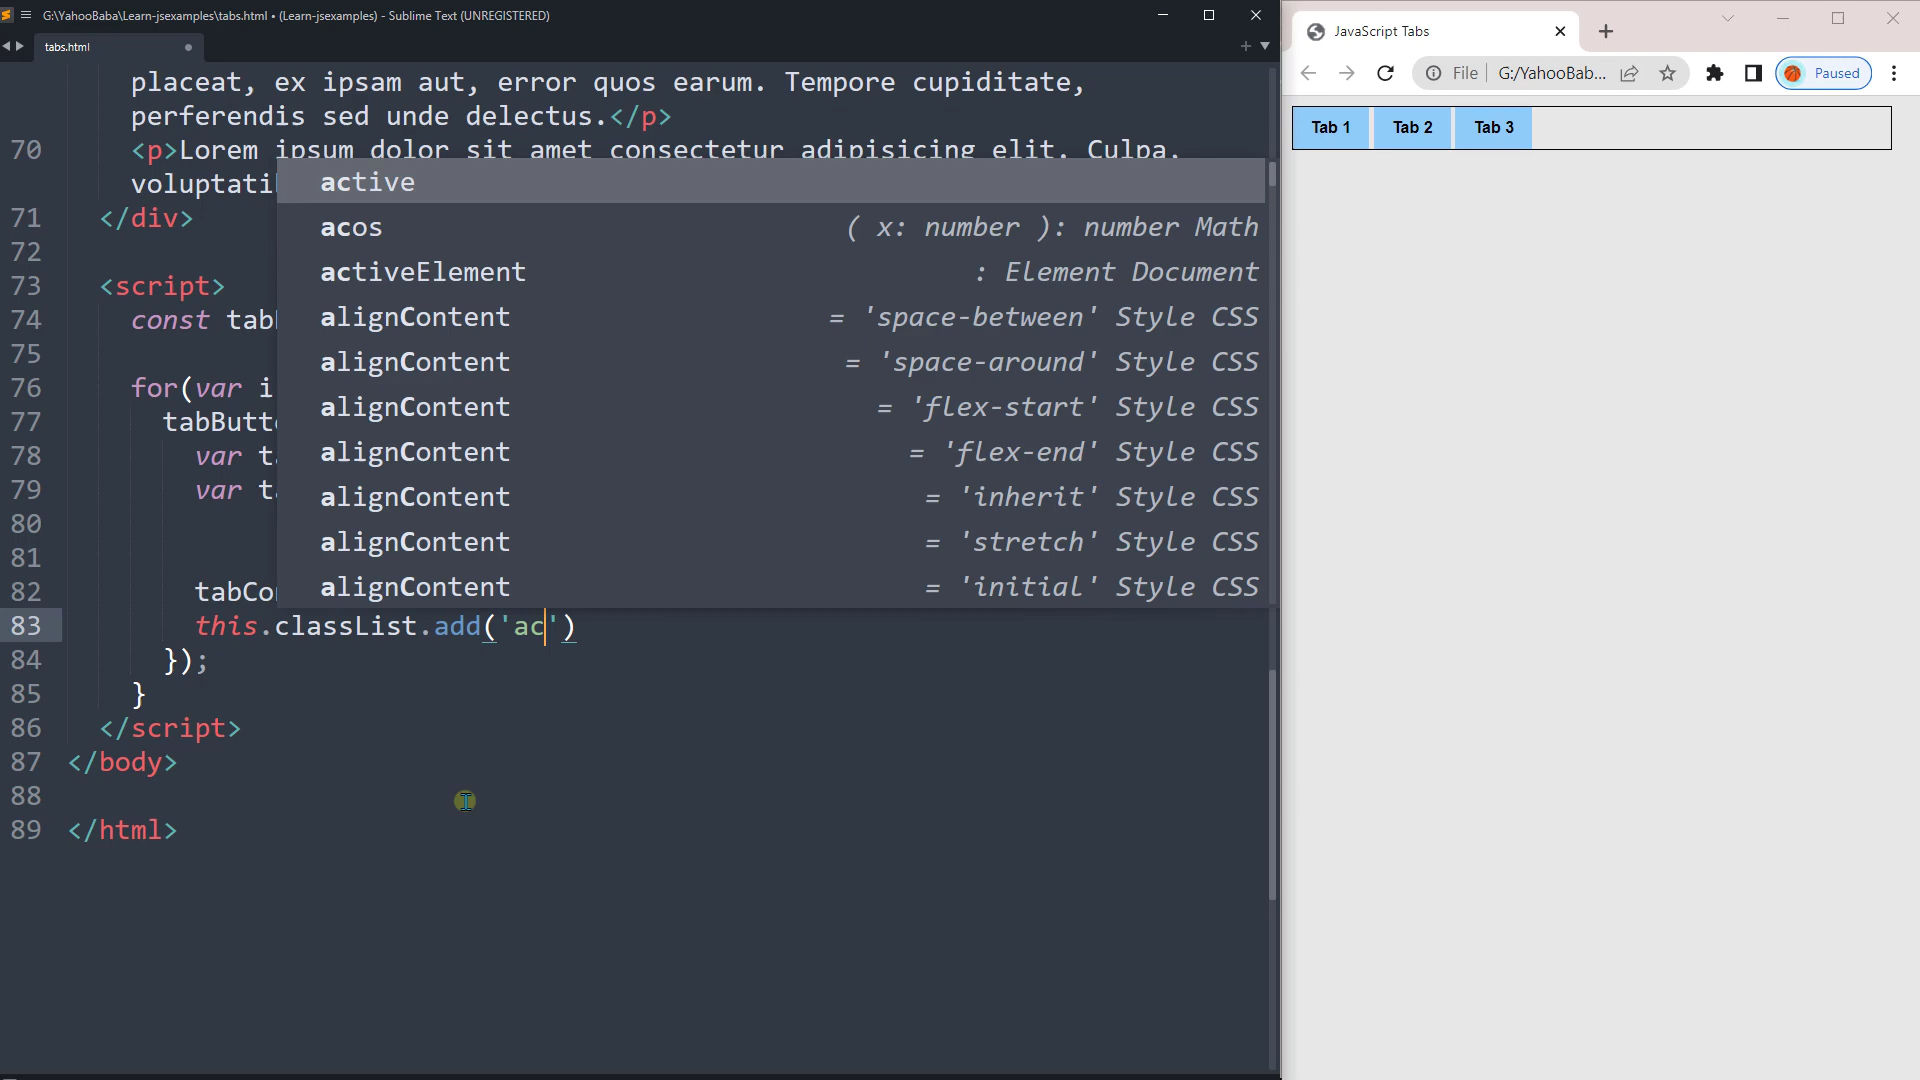 G:\YahooBaba\Learn-jsexamples\tabs.html • (Learn-jsexamples) - Sublime Text (UNREGISTERED)
tabs.html
placeat, ex ipsam aut, error quos earum. Tempore cupiditate,
perferendis sed unde delectus.</p>
70 <p>Lorem ipsum dolor sit amet consectetur adipisicing elit. Culpa,
voluptati
71 </div>
72
73 <script>
74 const tab
75
76 for(var i
77 tabButt
78 var ta
79 var ta
80
81
82 tabCo
83 this.classList.add('ac')
84 });
85 }
86 </script>
87 </body>
88
89 </html>
active
acos ( x: number ): number Math
activeElement : Element Document
alignContent = 'space-between' Style CSS
alignContent = 'space-around' Style CSS
alignContent = 'flex-start' Style CSS
alignContent = 'flex-end' Style CSS
alignContent = 'inherit' Style CSS
alignContent = 'stretch' Style CSS
alignContent = 'initial' Style CSS
JavaScript Tabs
File G:/YahooBab... Paused
Tab 1 Tab 2 Tab 3